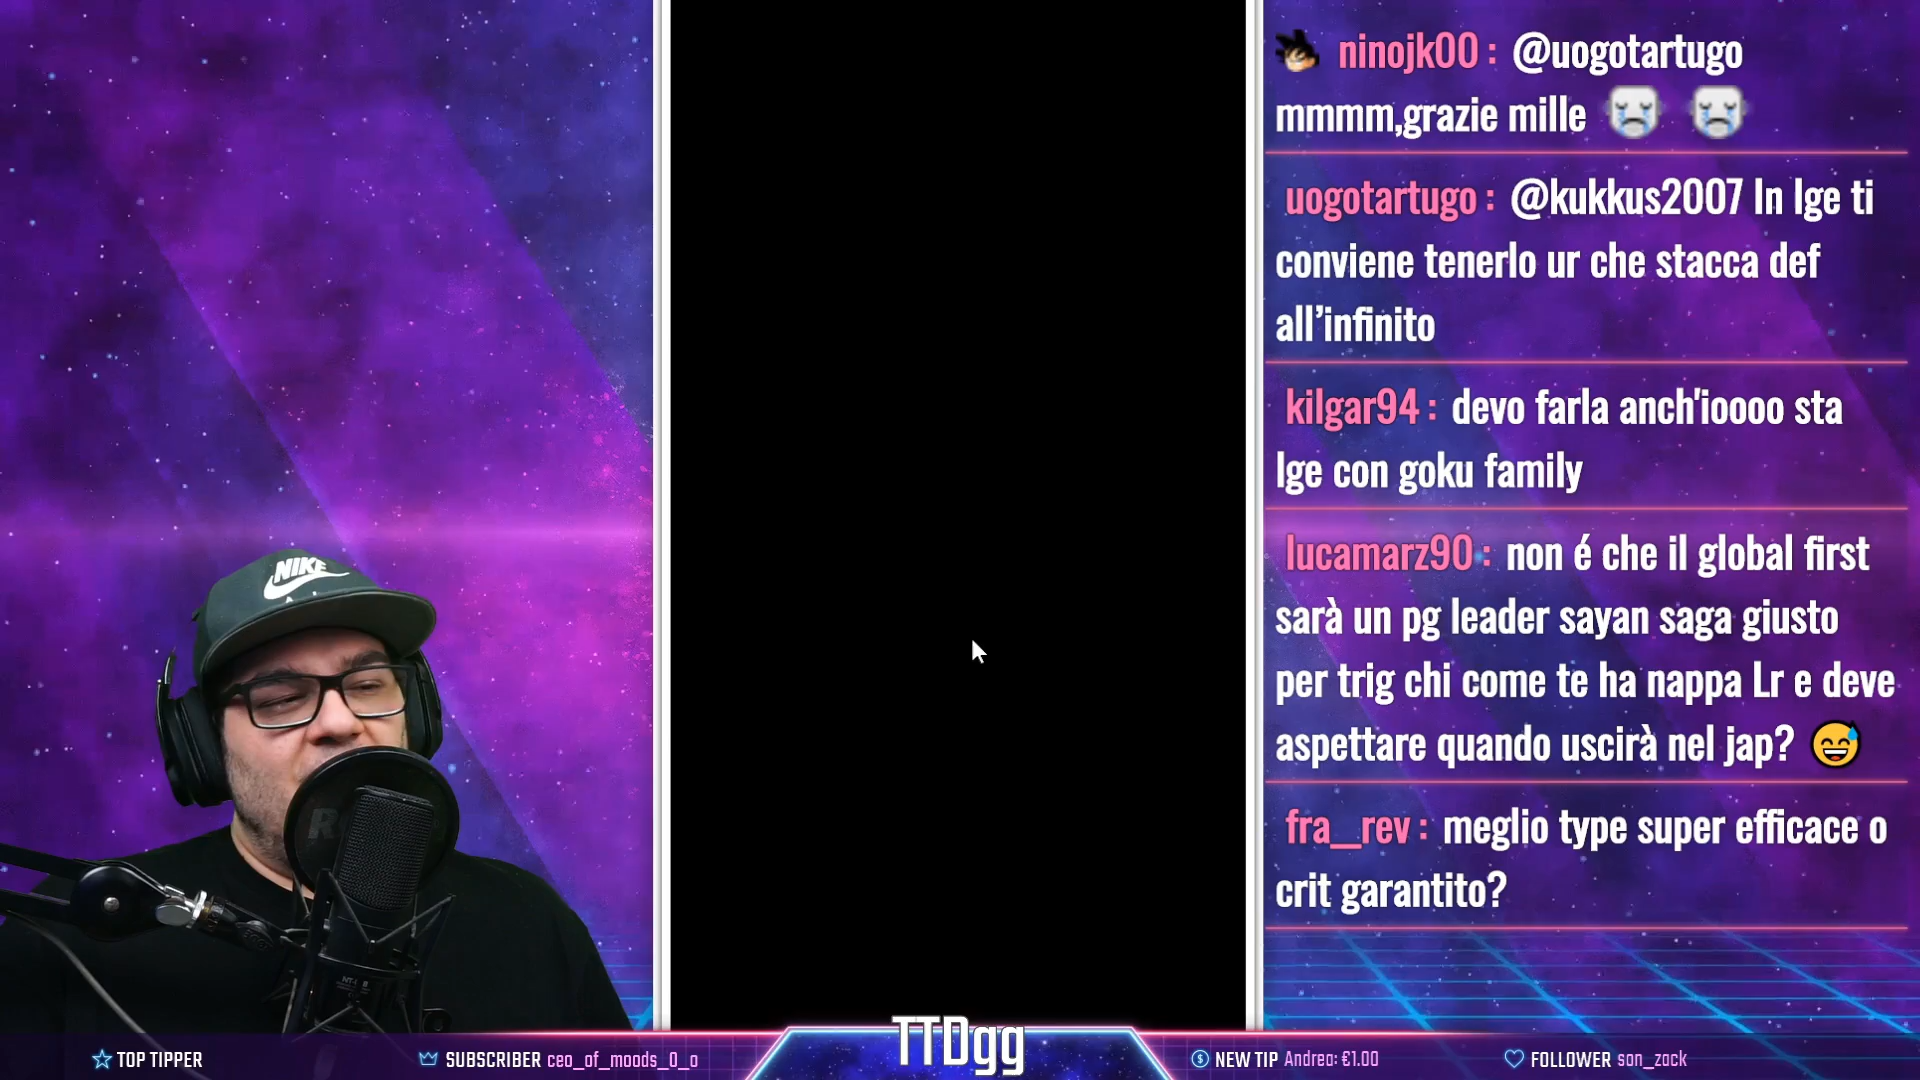 ninojk00 : @uogotartugo
mmmm,grazie mille
uogotartugo : @kukkus2007 In lge ti
conviene tenerlo ur che stacca def
all’infinito
kilgar94 : devo farla anch'ioooo sta
lge con goku family
lucamarz90 : non é che il global first
sarà un pg leader sayan saga giusto
per trig chi come te ha nappa Lr e deve
aspettare quando uscirà nel jap?
fra__rev : meglio type super efficace o
crit garantito?
NIKE
TOP TIPPER
SUBSCRIBER ceo_of_moods_0_o
TTDgg
NEW TIP Andrea: €1.00
FOLLOWER son_zack